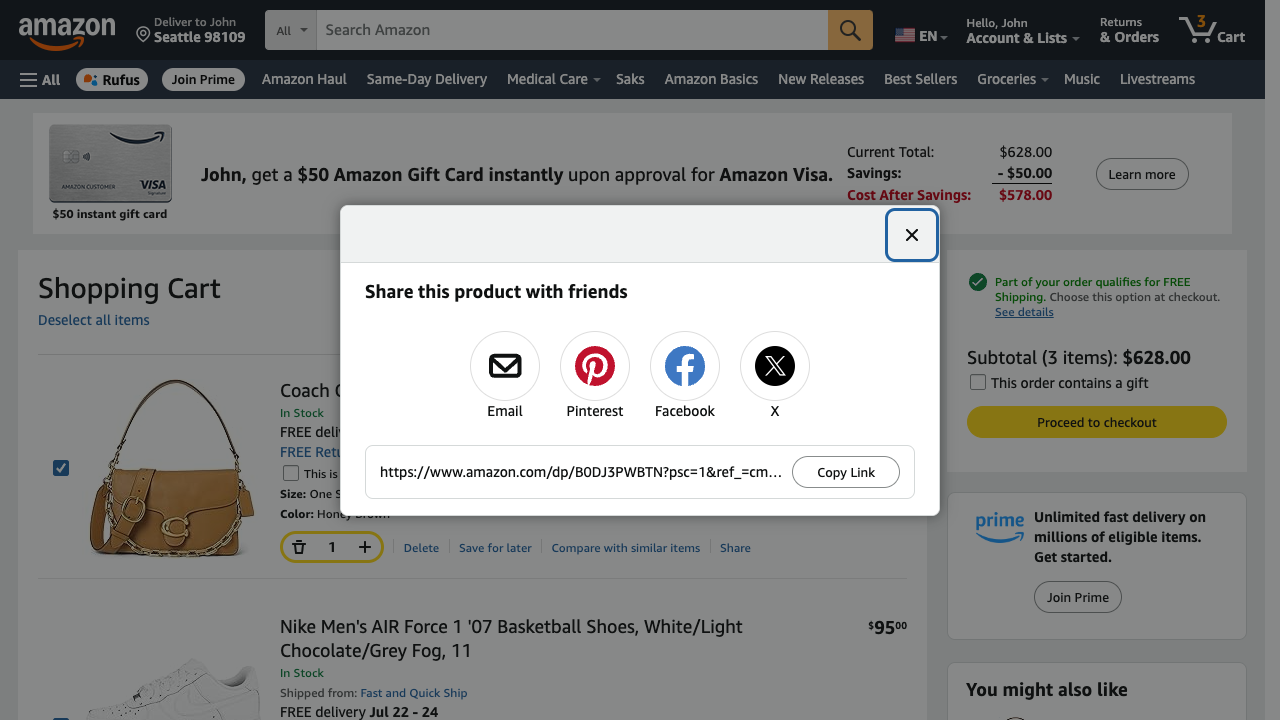 amazon
Deliver to John
Seattle 98109
All
Search Amazon
EN
Hello, John
Account & Lists
Returns
& Orders
3
Cart
All
Rufus
Join Prime
Amazon Haul
Same-Day Delivery
Medical Care
Saks
Amazon Basics
New Releases
Best Sellers
Groceries
Music
Livestreams
AMAZON CUSTOMER
VISA
Signature
$50 instant gift card
John, get a $50 Amazon Gift Card instantly upon approval for Amazon Visa.
Current Total: $628.00
Savings: - $50.00
Cost After Savings: $578.00
Learn more
Share this product with friends
Email
Pinterest
Facebook
X
https://www.amazon.com/dp/B0DJ3PWBTN?psc=1&ref_=cm...
Copy Link
Shopping Cart
Deselect all items
Coach
In Stock
FREE
FREE
This is
Size: One
Color: Honey Brown
1
Delete
Save for later
Compare with similar items
Share
Nike Men's AIR Force 1 '07 Basketball Shoes, White/Light
Chocolate/Grey Fog, 11
$9500
In Stock
Shipped from: Fast and Quick Ship
FREE delivery Jul 22 - 24
Part of your order qualifies for FREE
Shipping. Choose this option at checkout.
See details
Subtotal (3 items): $628.00
This order contains a gift
Proceed to checkout
prime
Unlimited fast delivery on
millions of eligible items.
Get started.
Join Prime
You might also like